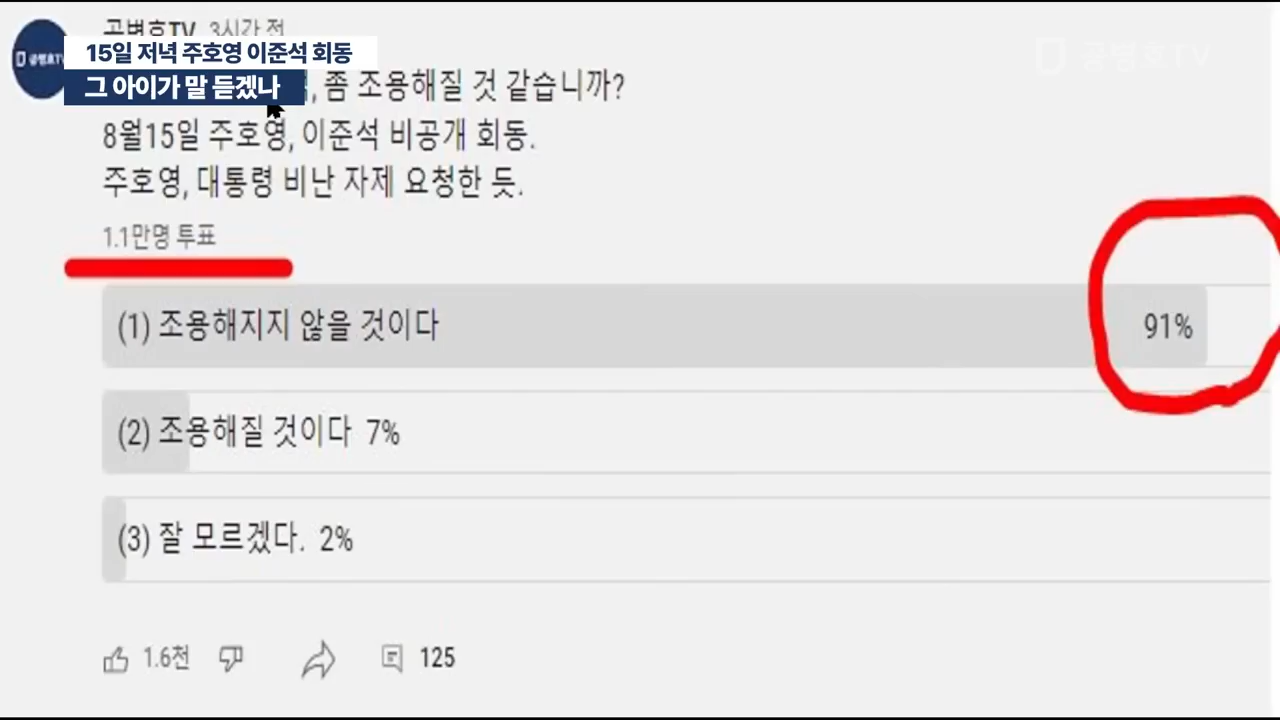 공병호TV 3시간 전
15일 저녁 주호영 이준석 회동
그 아이가 말 듣겠나
, 좀 조용해질 것 같습니까?
8월15일 주호영, 이준석 비공개 회동.
주호영, 대통령 비난 자제 요청한 듯.
1.1만명 투표
(1) 조용해지지 않을 것이다 91%
(2) 조용해질 것이다 7%
(3) 잘 모르겠다. 2%
1.6천 125
공병호TV
공병호TV